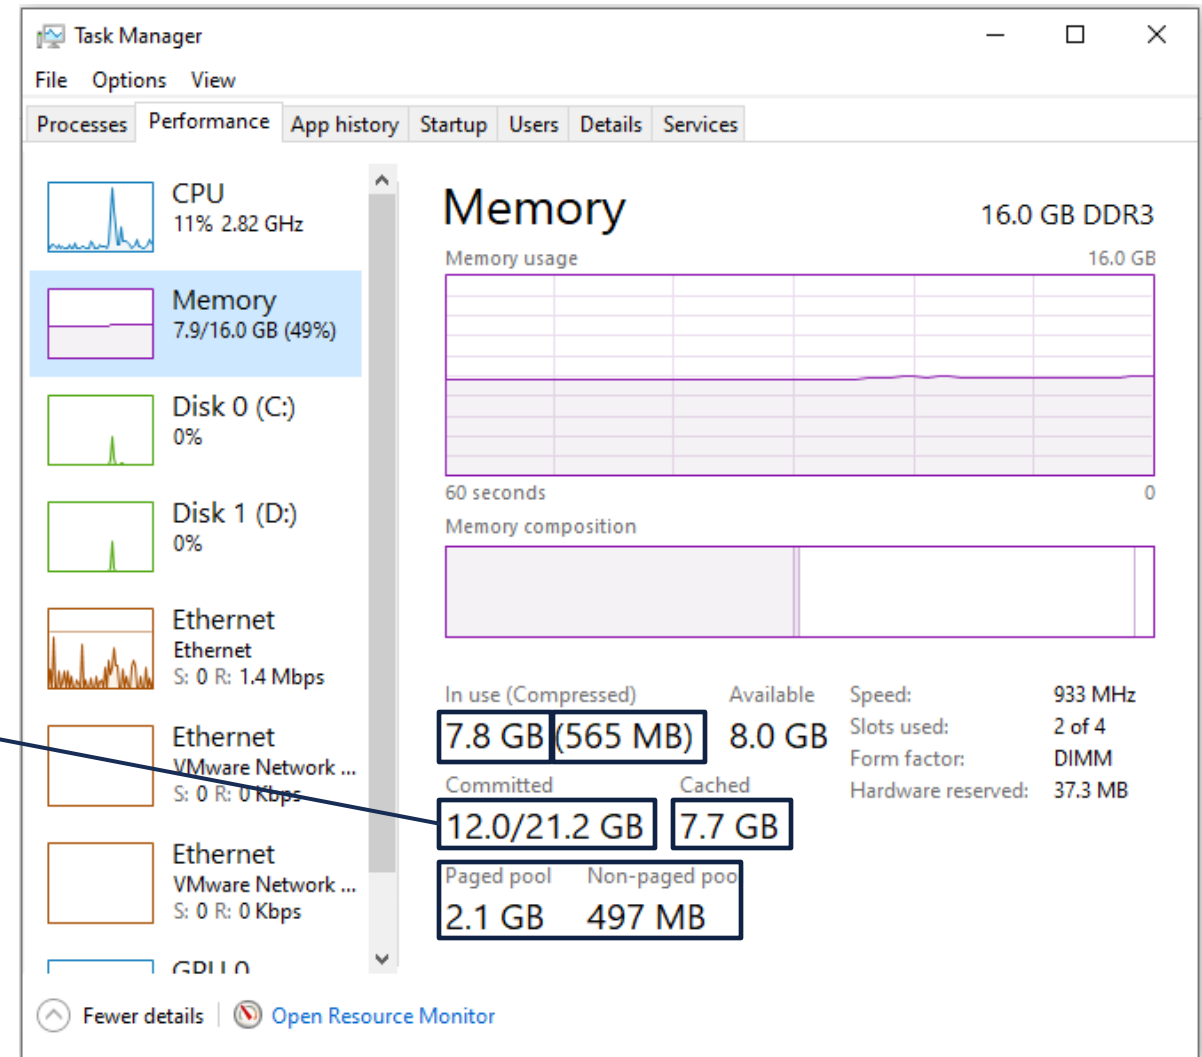 Task Manager
File Options View
Processes Performance App history Startup Users Details Services
CPU
11% 2.82 GHz
Memory
7.9/16.0 GB (49%)
Disk 0 (C:)
0%
Disk 1 (D:)
0%
Ethernet
Ethernet
S: 0 R: 1.4 Mbps
Ethernet
VMware Network ...
S: 0 R: 0 Kbps
Ethernet
VMware Network ...
S: 0 R: 0 Kbps
GPU 0
Memory 16.0 GB DDR3
Memory usage 16.0 GB
60 seconds 0
Memory composition
In use (Compressed) Available
7.8 GB (565 MB) 8.0 GB
Committed Cached
12.0/21.2 GB 7.7 GB
Paged pool Non-paged poo
2.1 GB 497 MB
Speed: 933 MHz
Slots used: 2 of 4
Form factor: DIMM
Hardware reserved: 37.3 MB
Fewer details Open Resource Monitor